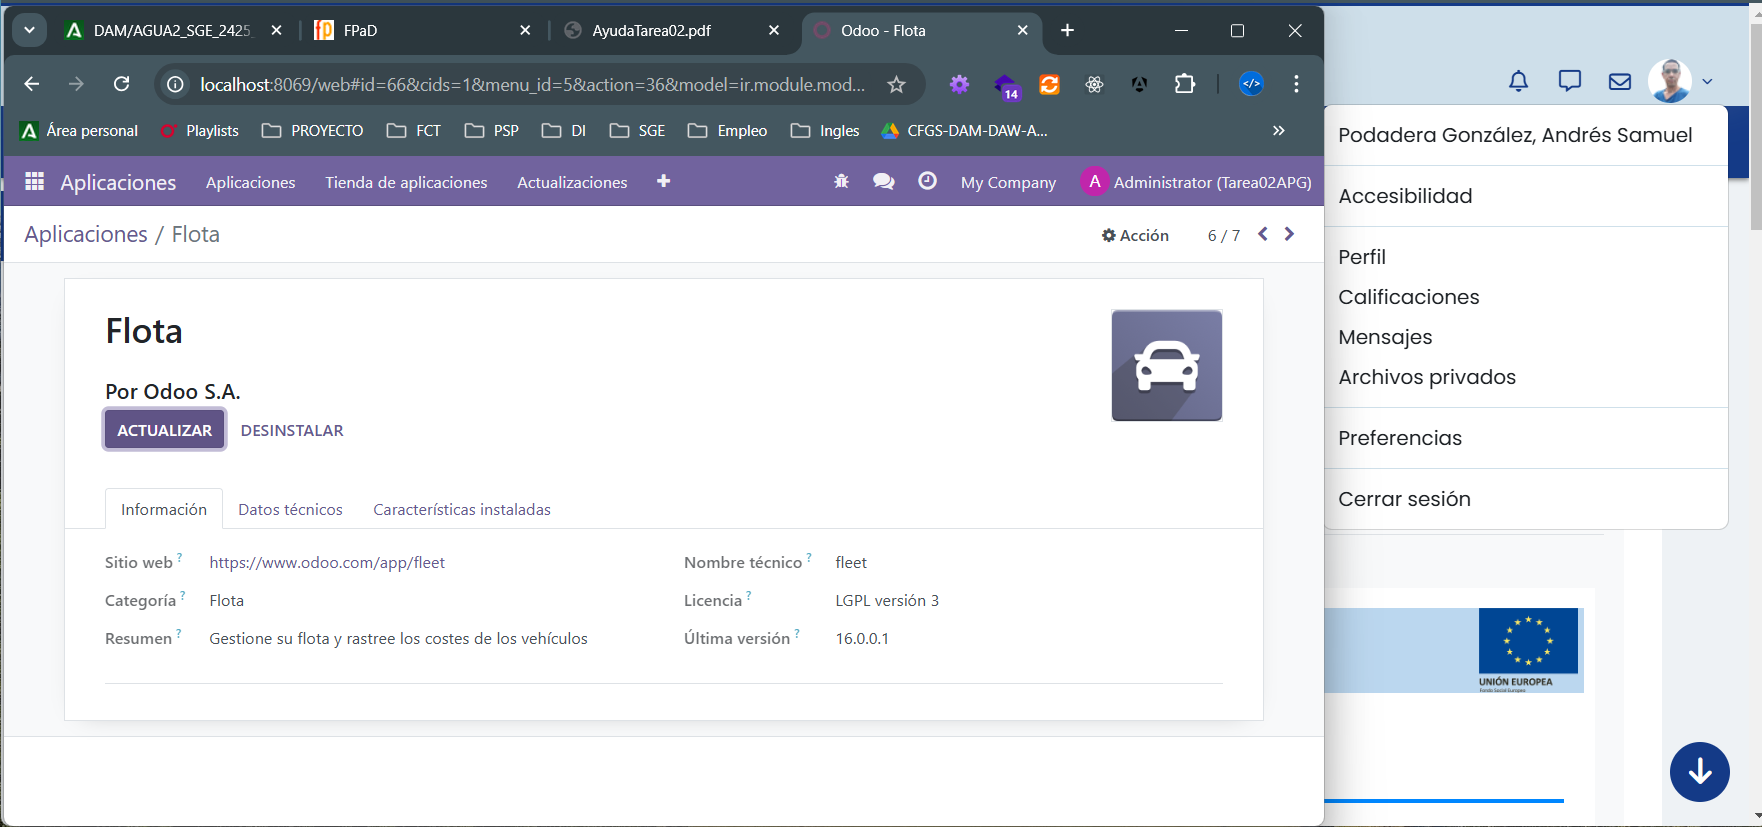 DAM/AGUA2_SGE_2425_
FPaD
AyudaTarea02.pdf
Odoo - Flota
localhost:8069/web#id=66&cids=1&menu_id=5&action=36&model=ir.module.mod...
14
</>
Área personal
Playlists
PROYECTO
FCT
PSP
DI
SGE
Empleo
Ingles
CFGS-DAM-DAW-A...
»
Aplicaciones
Aplicaciones
Tienda de aplicaciones
Actualizaciones
My Company
A
Administrator (Tarea02APG)
Aplicaciones / Flota
Acción
6 / 7
Flota
Por Odoo S.A.
ACTUALIZAR
DESINSTALAR
Información
Datos técnicos
Características instaladas
Sitio web ?
https://www.odoo.com/app/fleet
Nombre técnico ?
fleet
Categoría ?
Flota
Licencia ?
LGPL versión 3
Resumen ?
Gestione su flota y rastree los costes de los vehículos
Última versión ?
16.0.0.1
Podadera González, Andrés Samuel
Accesibilidad
Perfil
Calificaciones
Mensajes
Archivos privados
Preferencias
Cerrar sesión
UNIÓN EUROPEA
Fondo Social Europeo